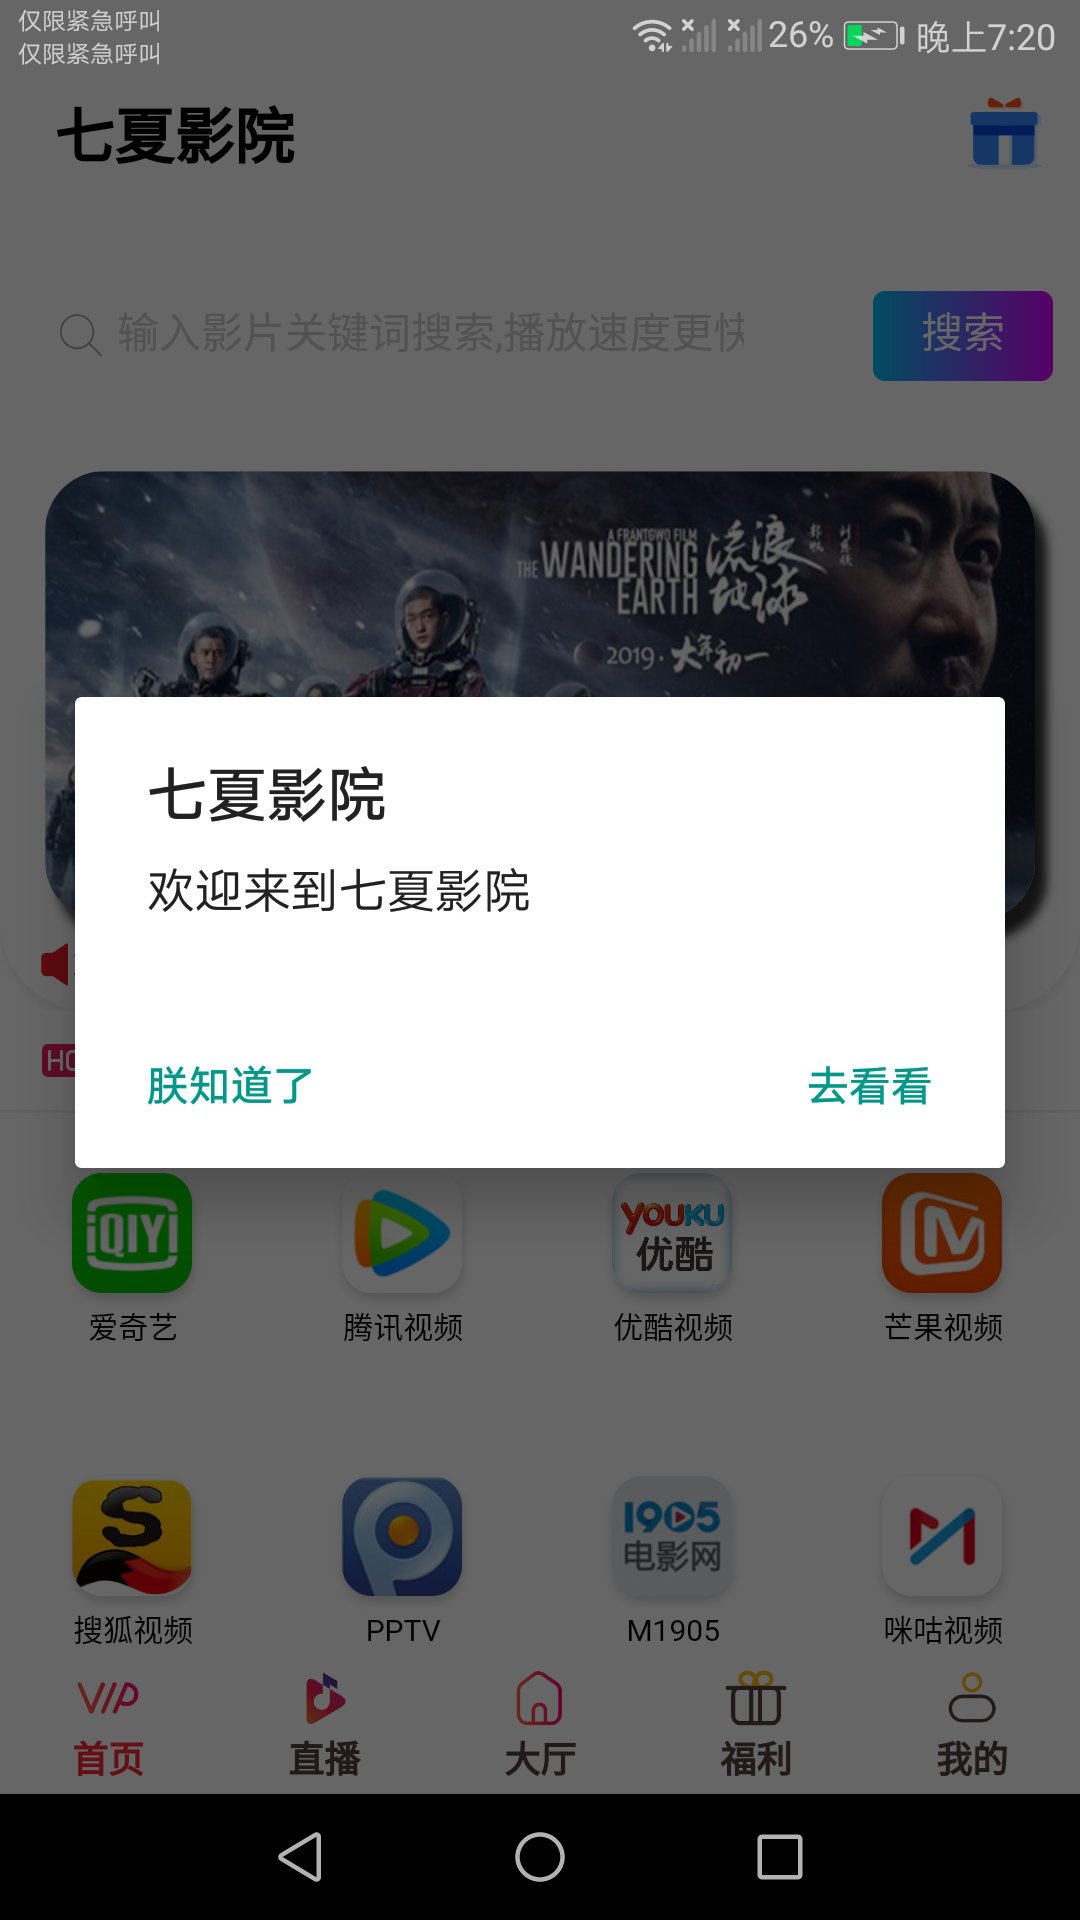 仅限紧急呼叫
仅限紧急呼叫
26%
晚上7:20
七夏影院
输入影片关键词搜索,播放速度更快
搜索
A FRANTGWO FILM
THE WANDERING EARTH
流浪地球
2019·大年初一
七夏影院
欢迎来到七夏影院
朕知道了
去看看
iQIYI
YOUKU
优酷
爱奇艺
腾讯视频
优酷视频
芒果视频
1905
电影网
搜狐视频
PPTV
M1905
咪咕视频
VIP
首页
直播
大厅
福利
我的